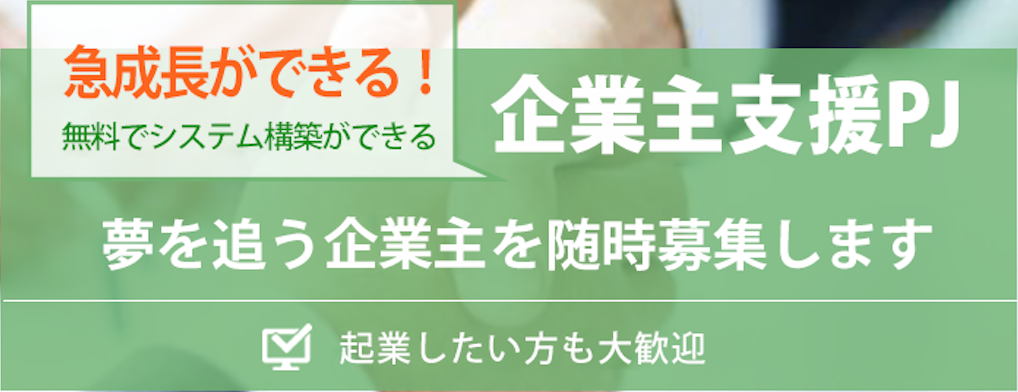 急成長ができる！
無料でシステム構築ができる
企業主支援PJ
夢を追う企業主を随時募集します
起業したい方も大歓迎